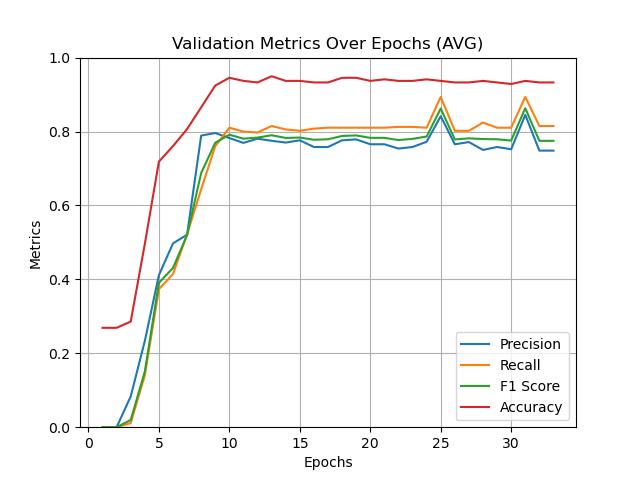 Validation Metrics Over Epochs (AVG)
1.0
0.8
0.6
0.4
0.2
0.0
Metrics
0 5 10 15 20 25 30
Epochs
Precision
Recall
F1 Score
Accuracy